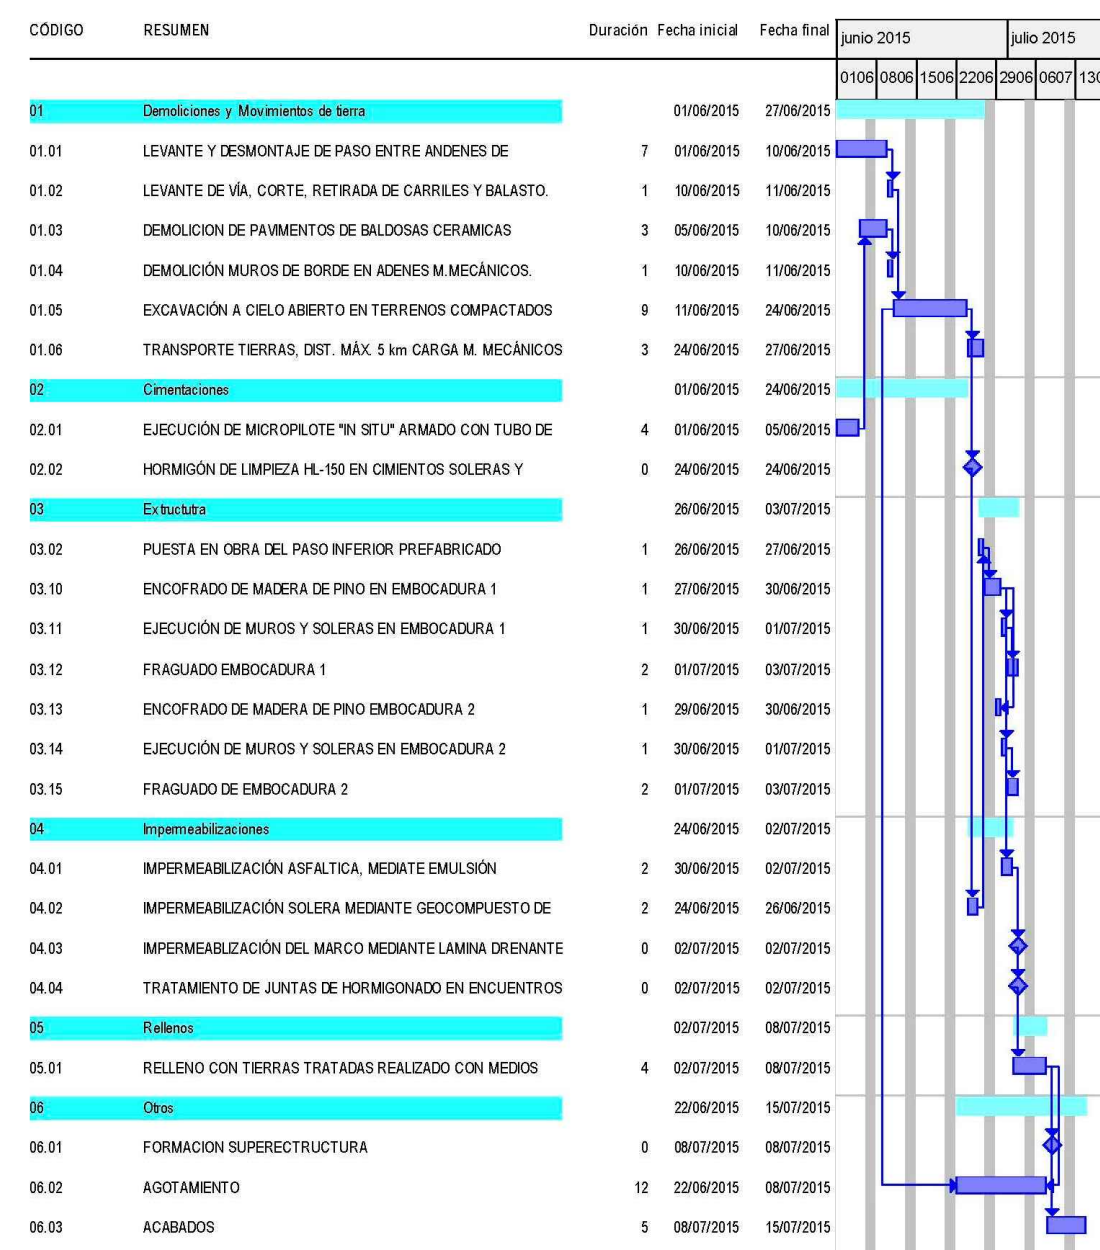 CÓDIGO RESUMEN Duración Fecha inicial Fecha final junio 2015 julio 2015
0106 0806 1506 2206 2906 0607 130
01 Demoliciones y Movimientos de tierra 01/06/2015 27/06/2015
01.01 LEVANTE Y DESMONTAJE DE PASO ENTRE ANDENES DE 7 01/06/2015 10/06/2015
01.02 LEVANTE DE VÍA, CORTE, RETIRADA DE CARRILES Y BALASTO. 1 10/06/2015 11/06/2015
01.03 DEMOLICION DE PAVIMENTOS DE BALDOSAS CERAMICAS 3 05/06/2015 10/06/2015
01.04 DEMOLICIÓN MUROS DE BORDE EN ADENES M.MECÁNICOS. 1 10/06/2015 11/06/2015
01.05 EXCAVACIÓN A CIELO ABIERTO EN TERRENOS COMPACTADOS 9 11/06/2015 24/06/2015
01.06 TRANSPORTE TIERRAS, DIST. MÁX. 5 km CARGA M. MECÁNICOS 3 24/06/2015 27/06/2015
02 Cimentaciones 01/06/2015 24/06/2015
02.01 EJECUCIÓN DE MICROPILOTE "IN SITU" ARMADO CON TUBO DE 4 01/06/2015 05/06/2015
02.02 HORMIGÓN DE LIMPIEZA HL-150 EN CIMIENTOS SOLERAS Y 0 24/06/2015 24/06/2015
03 Extructutra 26/06/2015 03/07/2015
03.02 PUESTA EN OBRA DEL PASO INFERIOR PREFABRICADO 1 26/06/2015 27/06/2015
03.10 ENCOFRADO DE MADERA DE PINO EN EMBOCADURA 1 1 27/06/2015 30/06/2015
03.11 EJECUCIÓN DE MUROS Y SOLERAS EN EMBOCADURA 1 1 30/06/2015 01/07/2015
03.12 FRAGUADO EMBOCADURA 1 2 01/07/2015 03/07/2015
03.13 ENCOFRADO DE MADERA DE PINO EMBOCADURA 2 1 29/06/2015 30/06/2015
03.14 EJECUCIÓN DE MUROS Y SOLERAS EN EMBOCADURA 2 1 30/06/2015 01/07/2015
03.15 FRAGUADO DE EMBOCADURA 2 2 01/07/2015 03/07/2015
04 Impermeabilizaciones 24/06/2015 02/07/2015
04.01 IMPERMEABILIZACIÓN ASFALTICA, MEDIATE EMULSIÓN 2 30/06/2015 02/07/2015
04.02 IMPERMEABILIZACIÓN SOLERA MEDIANTE GEOCOMPUESTO DE 2 24/06/2015 26/06/2015
04.03 IMPERMEABLIZACIÓN DEL MARCO MEDIANTE LAMINA DRENANTE 0 02/07/2015 02/07/2015
04.04 TRATAMIENTO DE JUNTAS DE HORMIGONADO EN ENCUENTROS 0 02/07/2015 02/07/2015
05 Rellenos 02/07/2015 08/07/2015
05.01 RELLENO CON TIERRAS TRATADAS REALIZADO CON MEDIOS 4 02/07/2015 08/07/2015
06 Otros 22/06/2015 15/07/2015
06.01 FORMACION SUPERECTRUCTURA 0 08/07/2015 08/07/2015
06.02 AGOTAMIENTO 12 22/06/2015 08/07/2015
06.03 ACABADOS 5 08/07/2015 15/07/2015